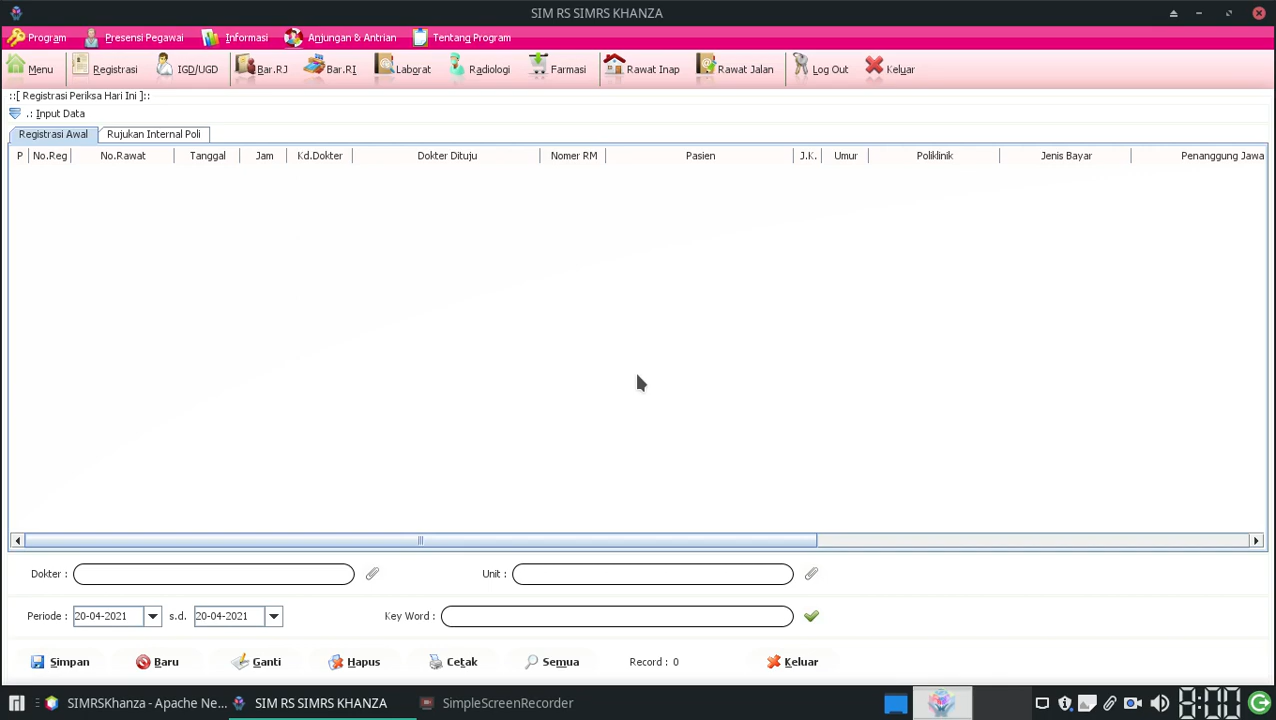 SIM RS SIMRS KHANZA
Program Presensi Pegawai Informasi Anjungan & Antrian Tentang Program
Menu Registrasi IGD/UGD Bar.RJ Bar.RI Laborat Radiologi Farmasi Rawat Inap Rawat Jalan Log Out Keluar
::[ Registrasi Periksa Hari Ini ]::
.: Input Data
Registrasi Awal Rujukan Internal Poli
P No.Reg No.Rawat Tanggal Jam Kd.Dokter Dokter Dituju Nomer RM Pasien J.K. Umur Poliklinik Jenis Bayar Penanggung Jawa
Dokter : Unit :
Periode : 20-04-2021 s.d. 20-04-2021 Key Word :
Simpan Baru Ganti Hapus Cetak Semua Record : 0 Keluar
SIMRSKhanza - Apache Ne... SIM RS SIMRS KHANZA SimpleScreenRecorder 8:00